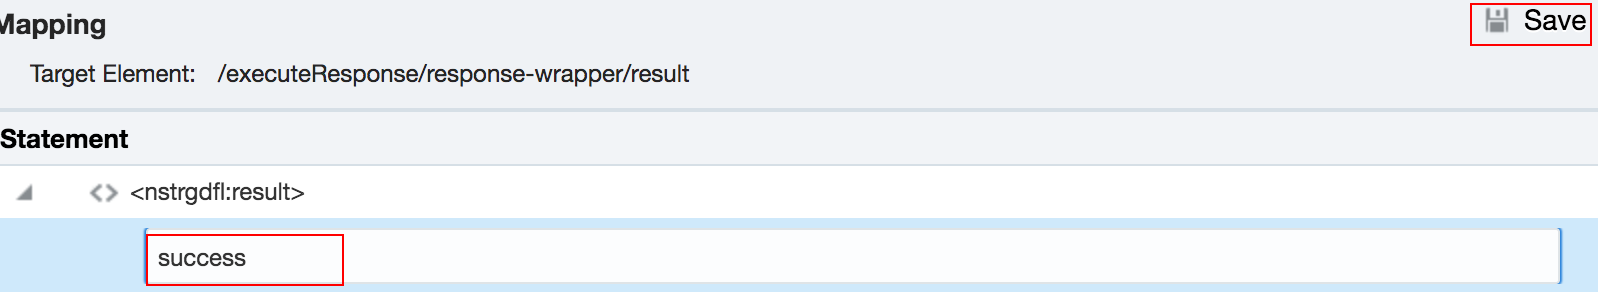 Mapping
Save
Target Element: /executeResponse/response-wrapper/result
Statement
<> <nstrgdfl:result>
success